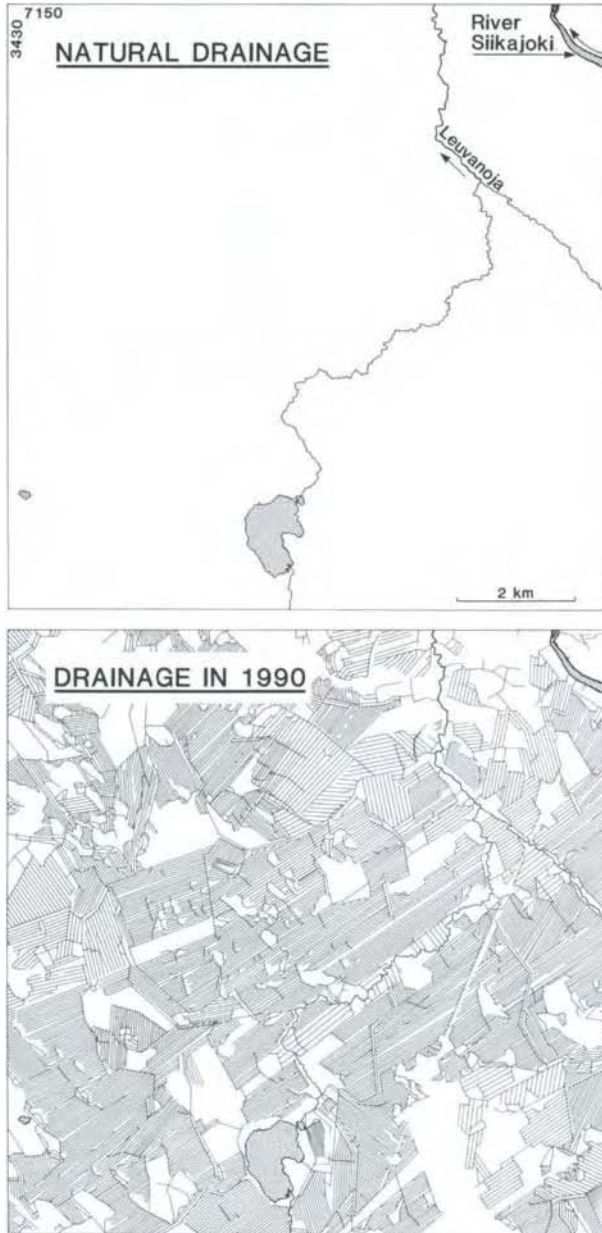 7150
3430
NATURAL DRAINAGE
River
Siikajoki
Leuvanoja
2 km
DRAINAGE IN 1990